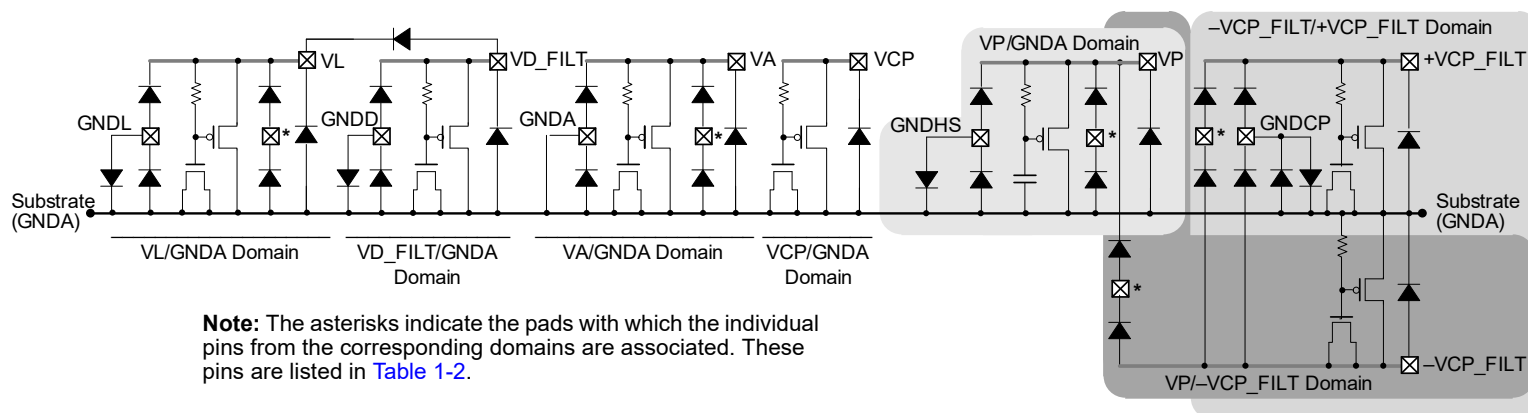 –VCP_FILT/+VCP_FILT Domain
VP/GNDA Domain
VL
VD_FILT
VA
VCP
VP
+VCP_FILT
GNDL
GNDD
GNDA
GNDHS
GNDCP
*
*
*
*
Substrate
(GNDA)
Substrate
(GNDA)
VL/GNDA Domain
VD_FILT/GNDA
Domain
VA/GNDA Domain
VCP/GNDA
Domain
*
Note: The asterisks indicate the pads with which the individual
pins from the corresponding domains are associated. These
pins are listed in Table 1-2.
–VCP_FILT
VP/–VCP_FILT Domain